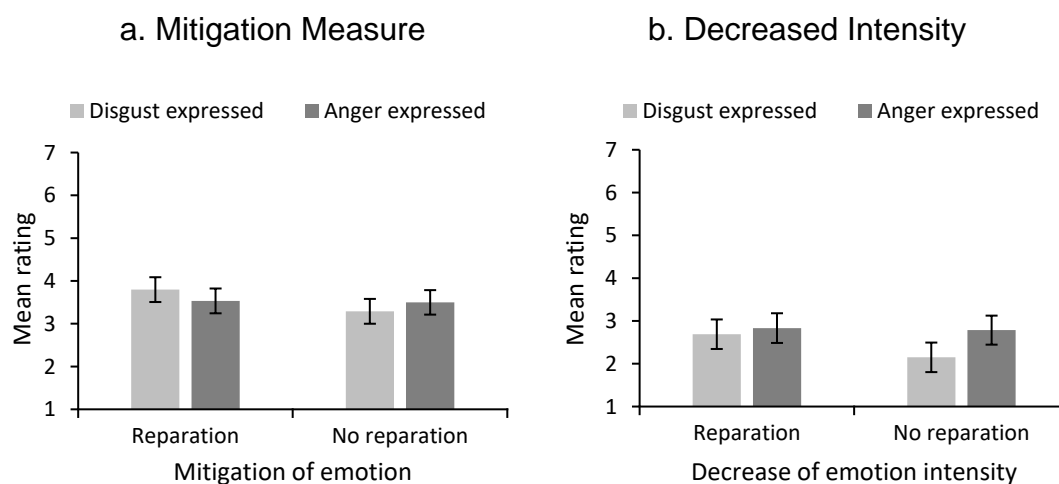 a. Mitigation Measure
Disgust expressed Anger expressed
7
6
5
4
3
2
1
Mean rating
Reparation No reparation
Mitigation of emotion
b. Decreased Intensity
Disgust expressed Anger expressed
7
6
5
4
3
2
1
Mean rating
Reparation No reparation
Decrease of emotion intensity